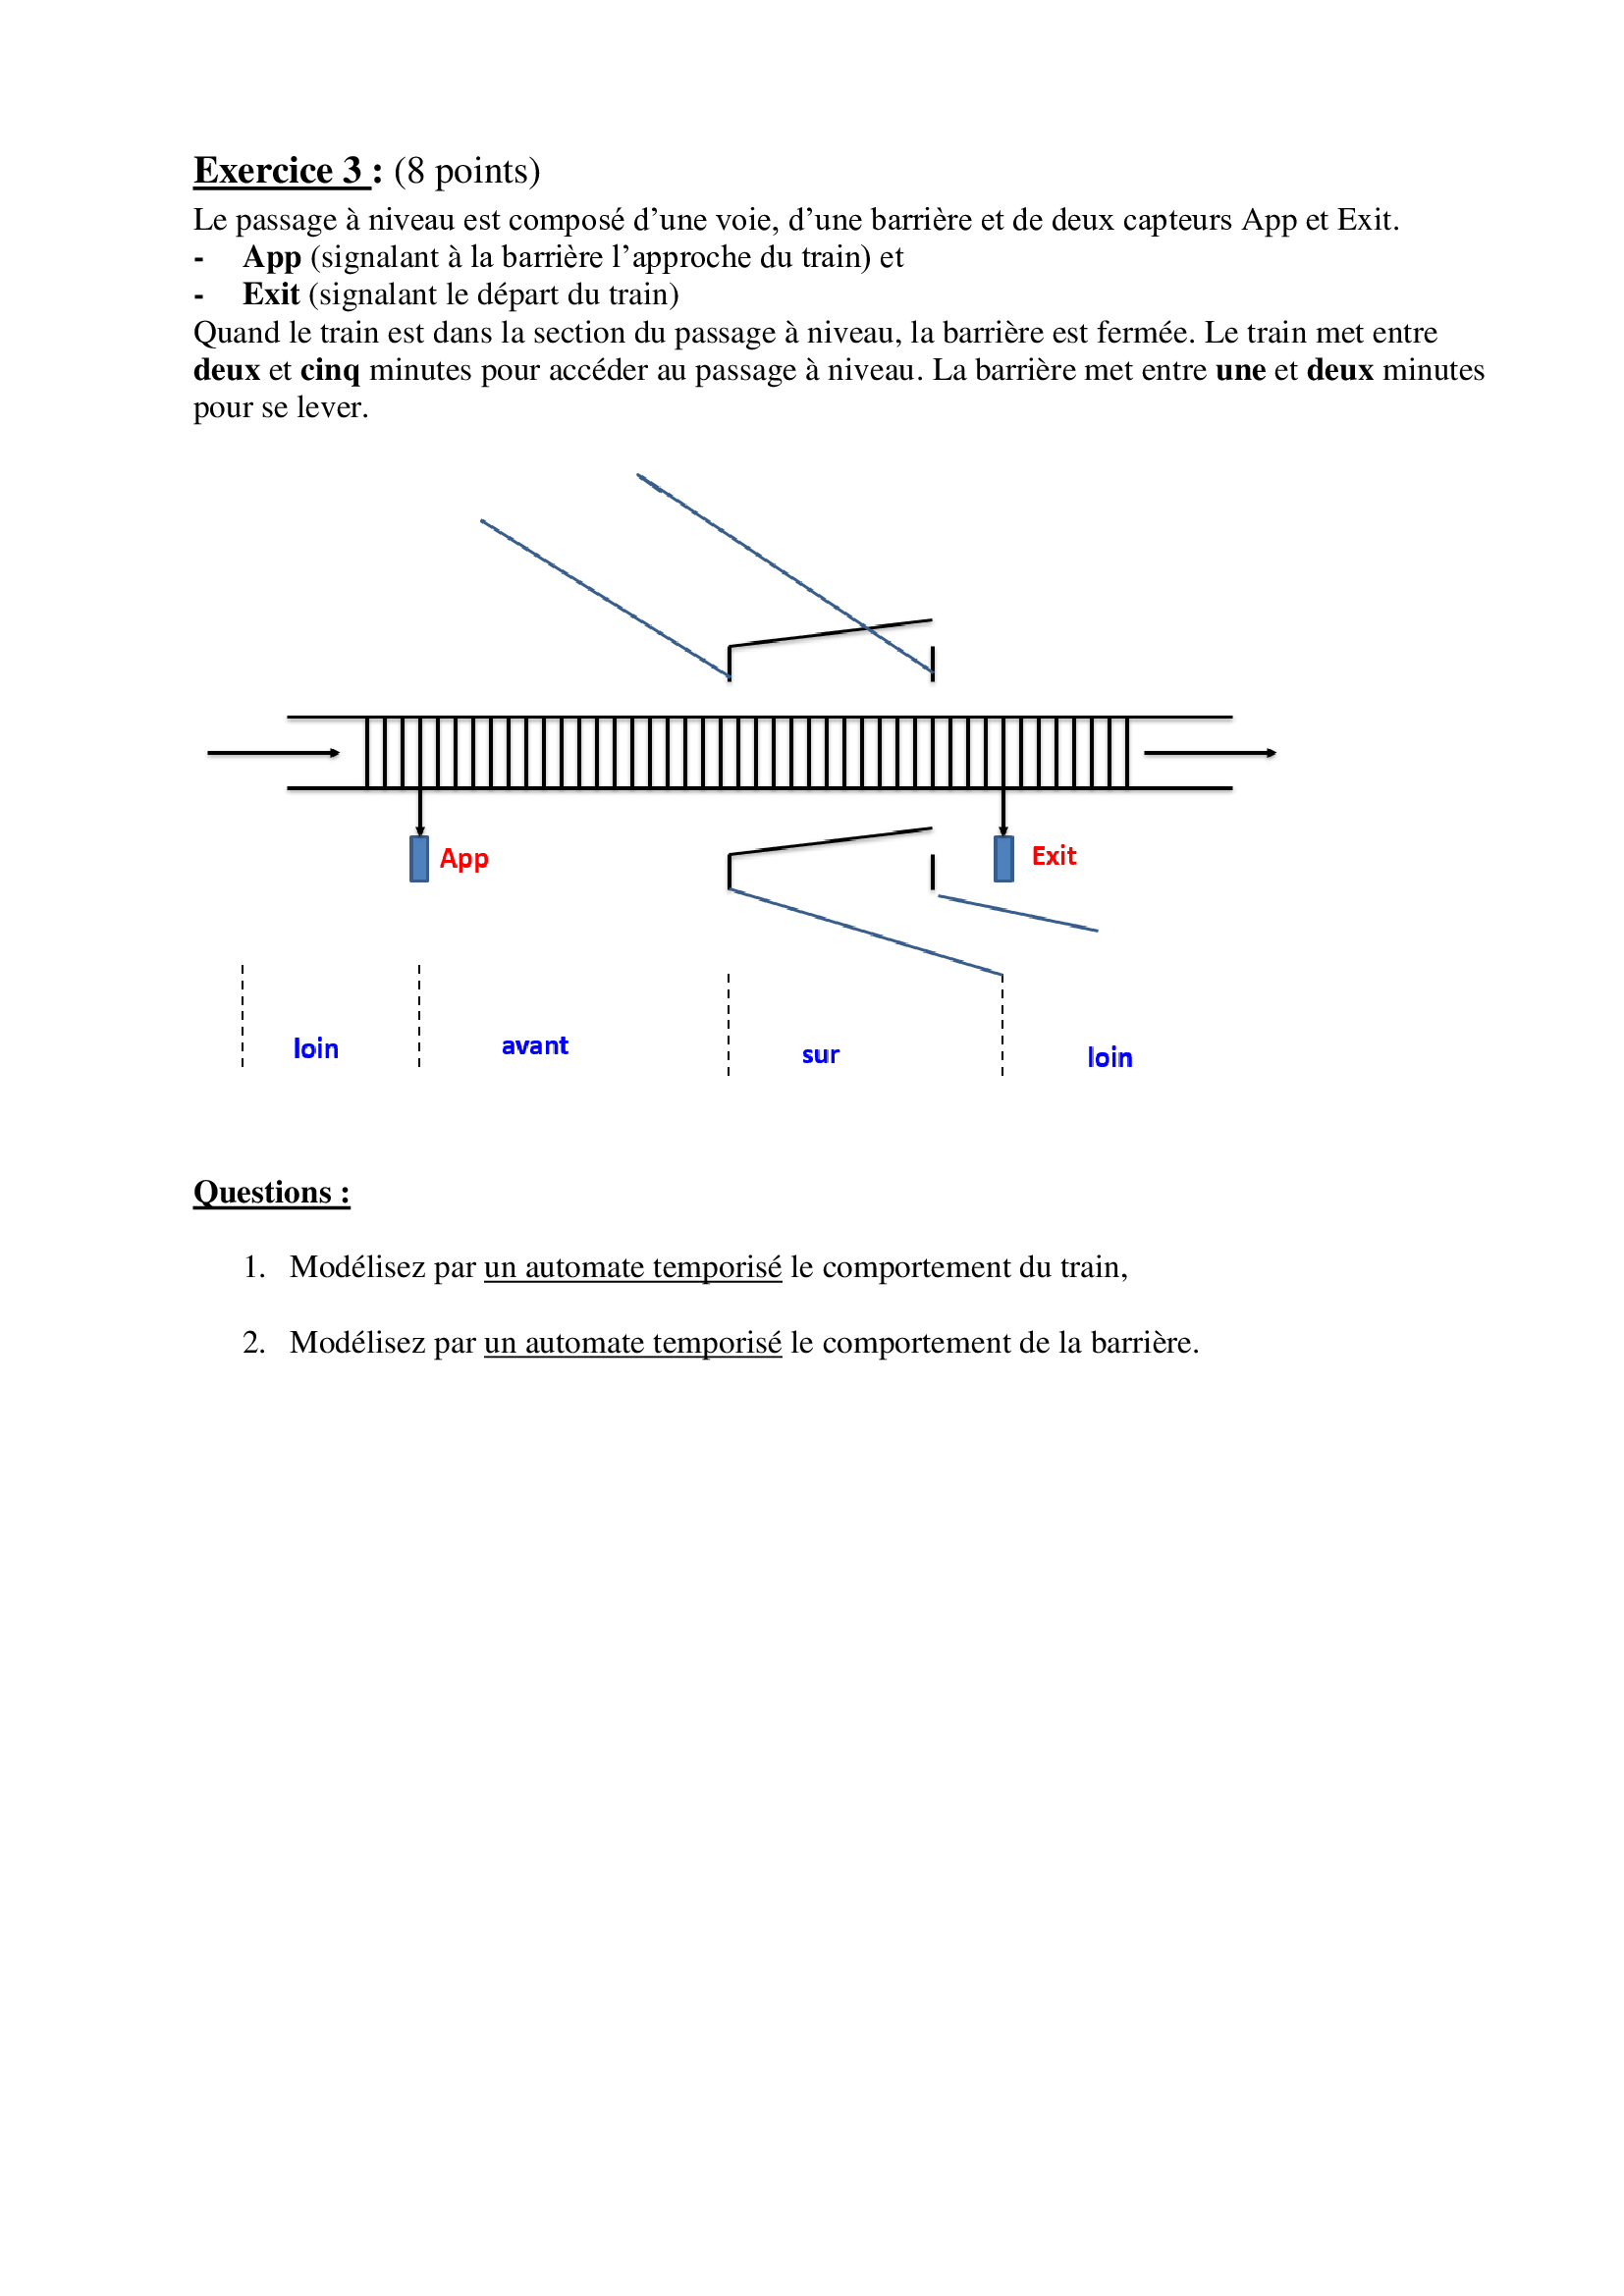 Exercice 3 : (8 points)
Le passage à niveau est composé d’une voie, d’une barrière et de deux capteurs App et Exit.
- App (signalant à la barrière l’approche du train) et
- Exit (signalant le départ du train)
Quand le train est dans la section du passage à niveau, la barrière est fermée. Le train met entre
deux et cinq minutes pour accéder au passage à niveau. La barrière met entre une et deux minutes
pour se lever.
App
Exit
loin
avant
sur
loin
Questions :
1. Modélisez par un automate temporisé le comportement du train,
2. Modélisez par un automate temporisé le comportement de la barrière.